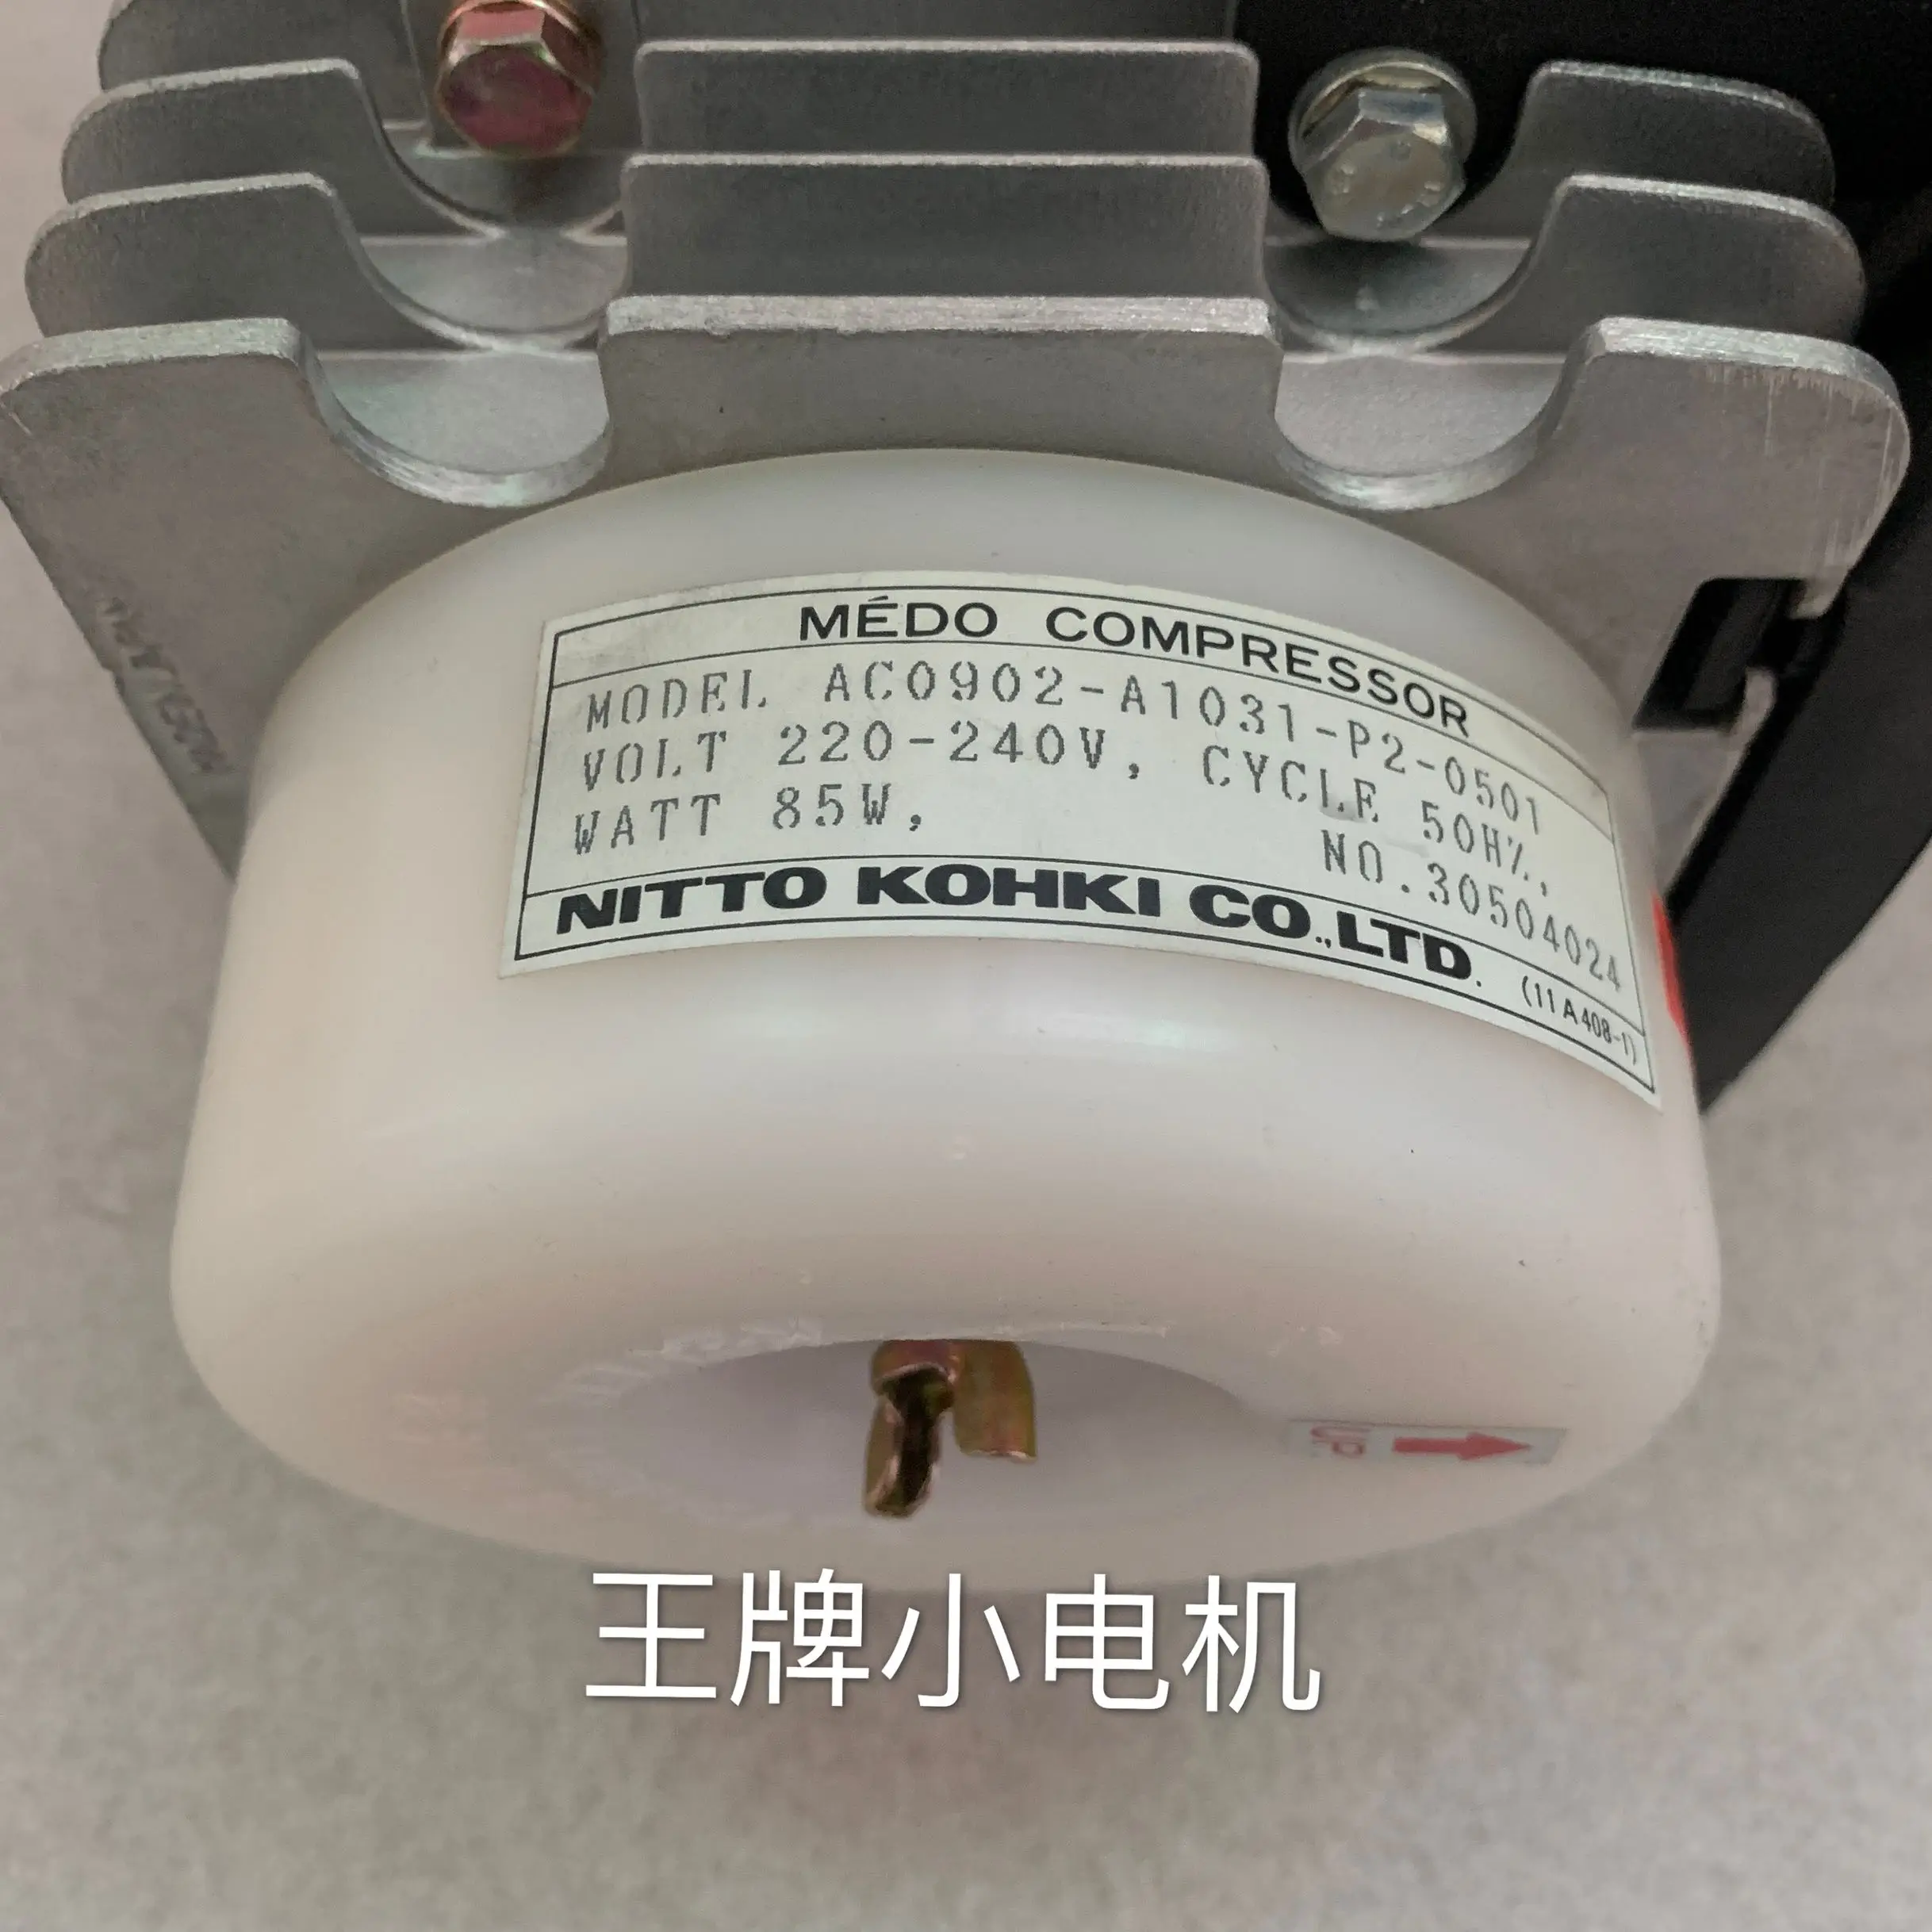 MÉDO COMPRESSOR
MODEL AC0902-A1031-P2-0501
VOLT 220-240V, CYCLE 50HZ,
WATT 85W, NO.30504024
NITTO KOHKI CO.,LTD. (11A408-1)
UP
王牌小电机